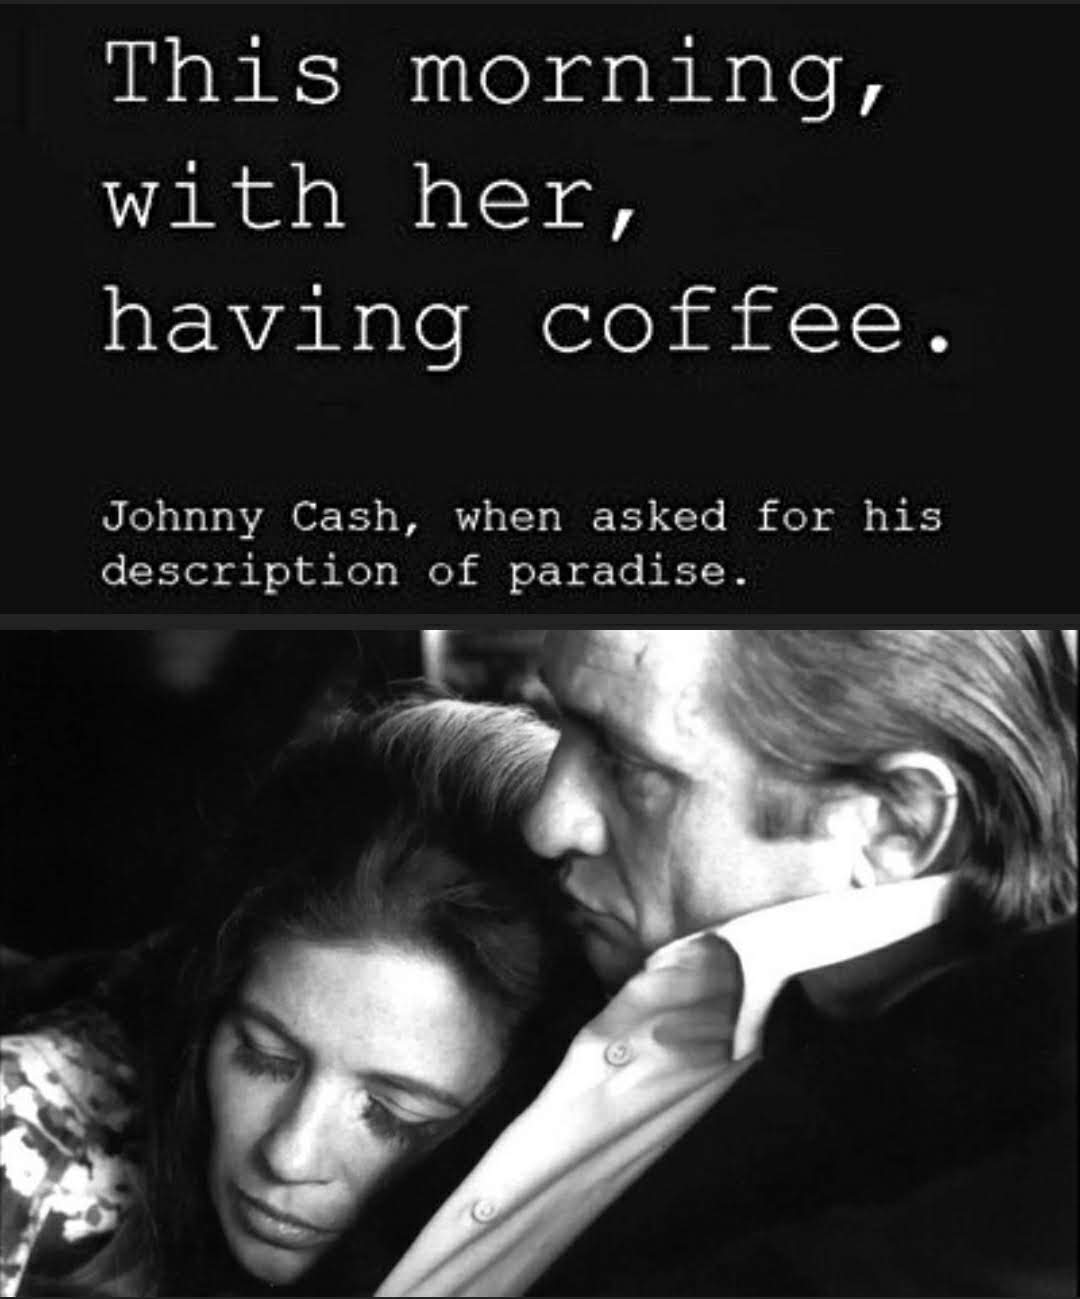 This morning,
with her,
having coffee.
Johnny Cash, when asked for his
description of paradise.